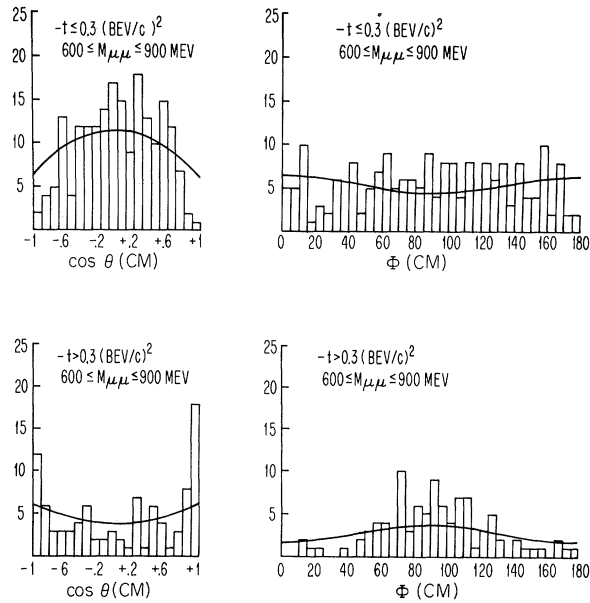 25
20
15
10
5
-t≤0.3 (BEV/c)²
600≤Mμμ≤900 MEV
-1 -.6 -.2 +.2 +.6 +1
cos θ (CM)
25
20
15
10
5
-t≤0.3 (BEV/c)²
600≤Mμμ≤900 MEV
0 20 40 60 80 100 120 140 160 180
Φ (CM)
25
20
15
10
5
-t>0.3 (BEV/c)²
600≤Mμμ≤900 MEV
-1 -6 -.2 +.2 +.6 +1
cos θ (CM)
25
20
15
10
5
-t>0.3 (BEV/c)²
600≤Mμμ≤900 MEV
0 20 40 60 80 100 120 140 160 180
Φ (CM)